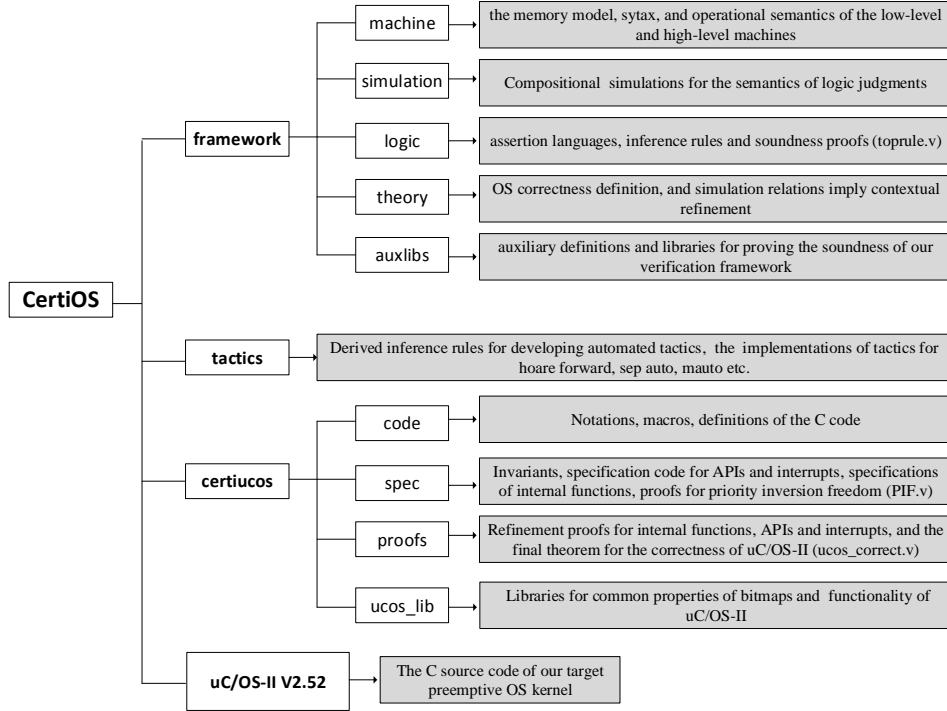 CertiOS
framework
machine
the memory model, sytax, and operational semantics of the low-level
and high-level machines
simulation
Compositional simulations for the semantics of logic judgments
logic
assertion languages, inference rules and soundness proofs (toprule.v)
theory
OS correctness definition, and simulation relations imply contextual
refinement
auxlibs
auxiliary definitions and libraries for proving the soundness of our
verification framework
tactics
Derived inference rules for developing automated tactics, the implementations of tactics for
hoare forward, sep auto, mauto etc.
certiucos
code
Notations, macros, definitions of the C code
spec
Invariants, specification code for APIs and interrupts, specifications
of internal functions, proofs for priority inversion freedom (PIF.v)
proofs
Refinement proofs for internal functions, APIs and interrupts, and the
final theorem for the correctness of uC/OS-II (ucos_correct.v)
ucos_lib
Libraries for common properties of bitmaps and functionality of
uC/OS-II
uC/OS-II V2.52
The C source code of our target
preemptive OS kernel